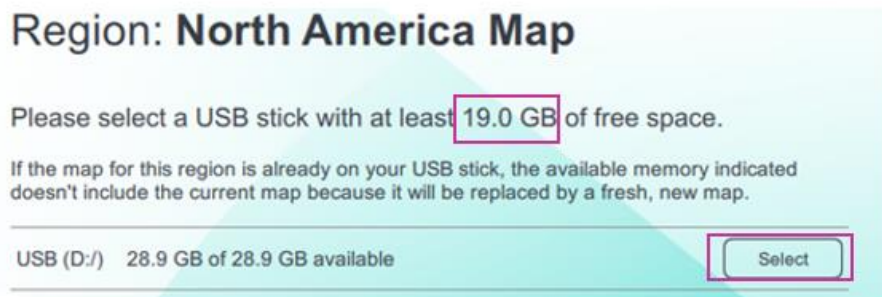 Region: North America Map
Please select a USB stick with at least 19.0 GB of free space.
If the map for this region is already on your USB stick, the available memory indicated
doesn't include the current map because it will be replaced by a fresh, new map.
USB (D:/) 28.9 GB of 28.9 GB available Select